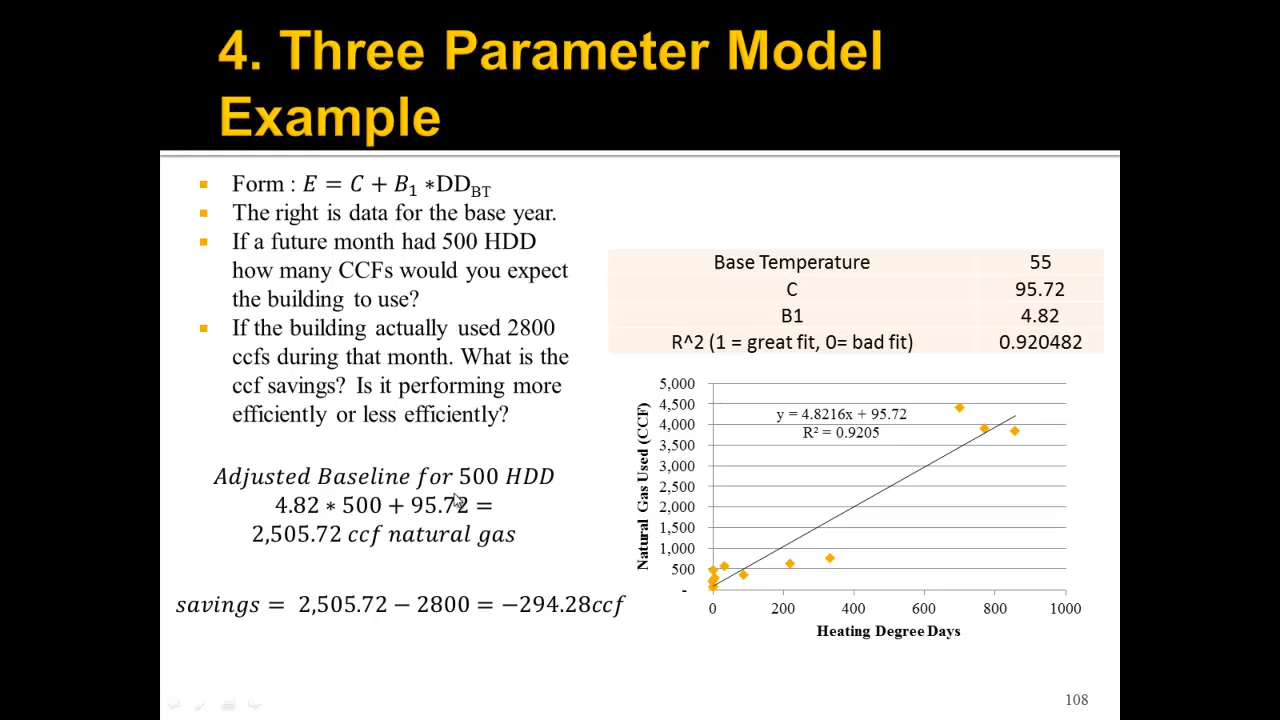 4. Three Parameter Model
Example
Form : E = C + B₁ ∗DD_BT
The right is data for the base year.
If a future month had 500 HDD
how many CCFs would you expect
the building to use?
If the building actually used 2800
ccfs during that month. What is the
ccf savings? Is it performing more
efficiently or less efficiently?
Adjusted Baseline for 500 HDD
4.82 ∗ 500 + 95.72 =
2,505.72 ccf natural gas
savings = 2,505.72 − 2800 = −294.28ccf
Base Temperature 55
C 95.72
B1 4.82
R^2 (1 = great fit, 0= bad fit) 0.920482
Natural Gas Used (CCF)
5,000
4,500
4,000
3,500
3,000
2,500
2,000
1,500
1,000
500
-
y = 4.8216x + 95.72
R² = 0.9205
0 200 400 600 800 1000
Heating Degree Days
108